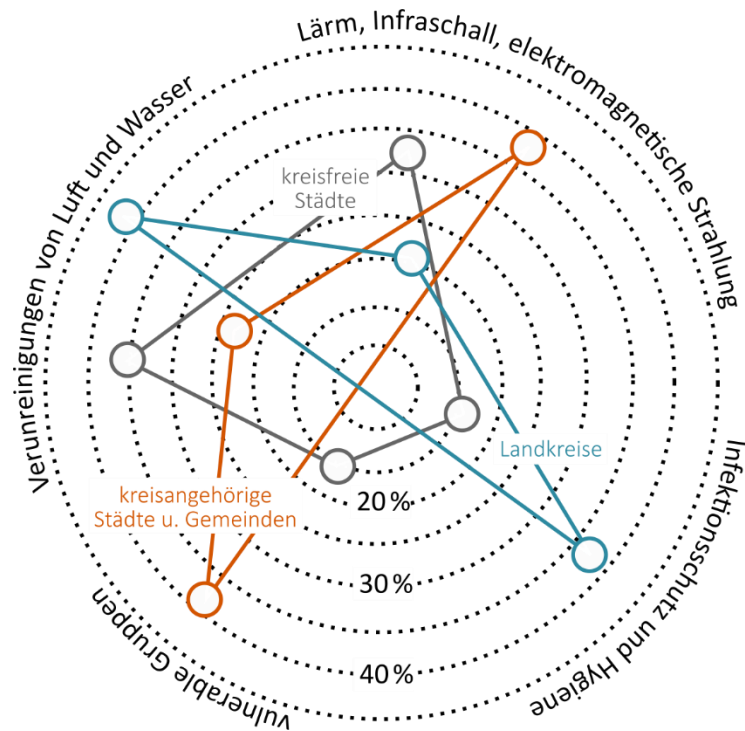 Lärm, Infraschall, elektromagnetische Strahlung
Verunreinigungen von Luft und Wasser
kreisfreie
Städte
Landkreise
kreisangehörige
Städte u. Gemeinden
20 %
30 %
40 %
Vulnerable Gruppen
Infektionsschutz und Hygiene